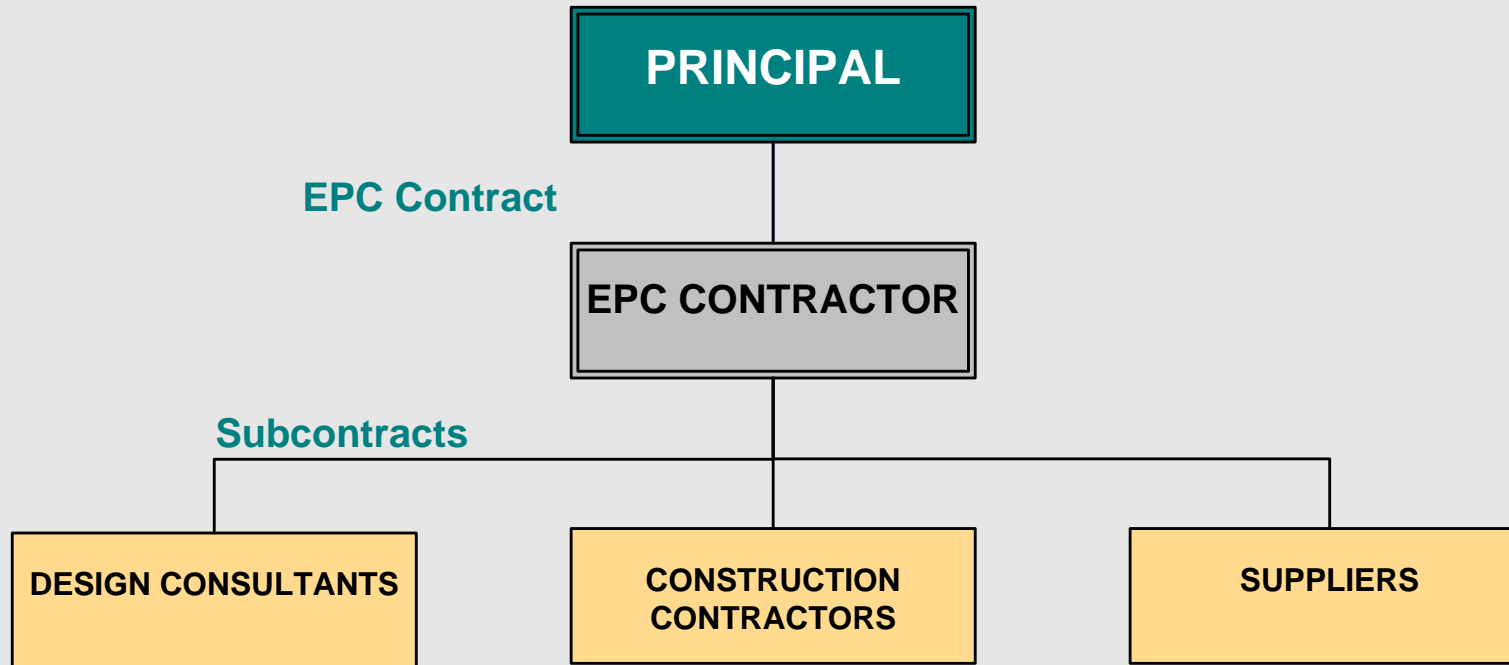 PRINCIPAL
EPC Contract
EPC CONTRACTOR
Subcontracts
DESIGN CONSULTANTS
CONSTRUCTION
CONTRACTORS
SUPPLIERS